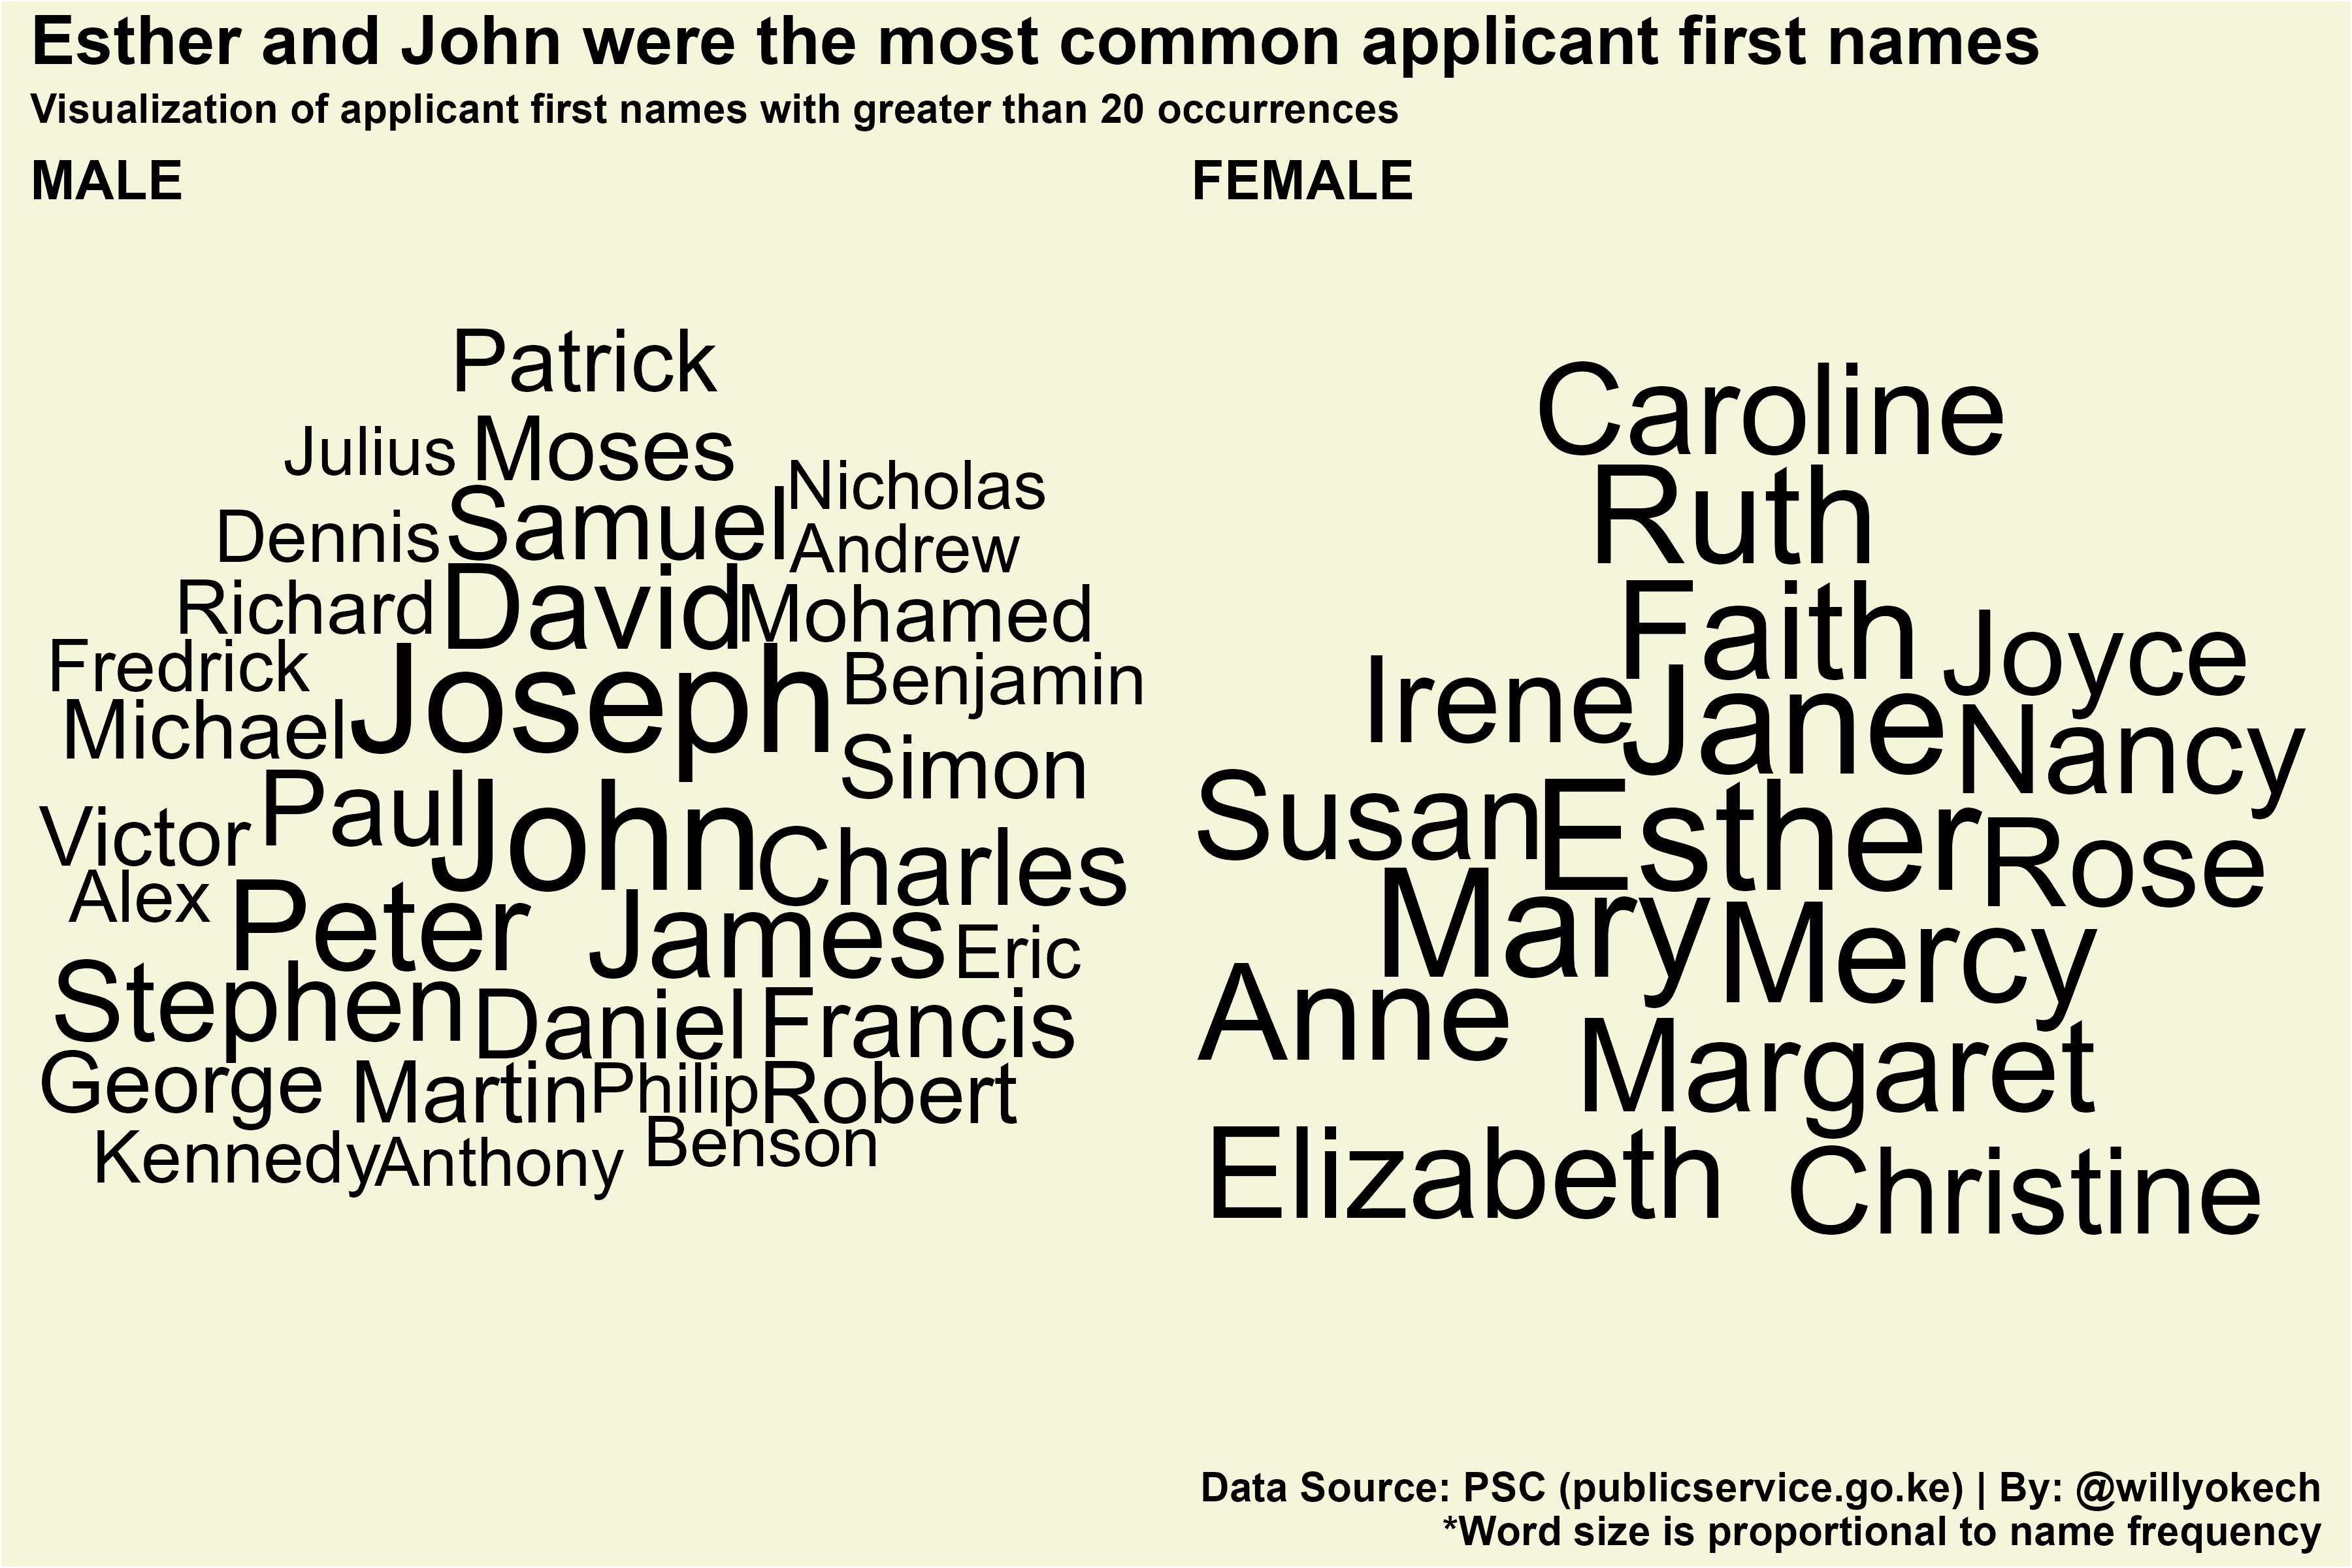 Esther and John were the most common applicant first names
Visualization of applicant first names with greater than 20 occurrences
MALE
Patrick
Julius Moses
Nicholas
Dennis Samuel
Andrew
Richard David Mohamed
Fredrick Joseph Benjamin
Michael
Simon
Paul
Victor John Charles
Alex Peter James Eric
Stephen Daniel Francis
George Martin Philip Robert
Kennedy Anthony Benson
FEMALE
Caroline
Ruth
Faith Joyce
Irene Jane Nancy
Susan Esther Rose
Mary Mercy
Anne
Margaret
Elizabeth Christine
Data Source: PSC (publicservice.go.ke) | By: @willyokech
*Word size is proportional to name frequency